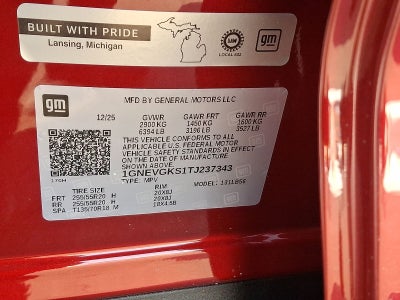 BUILT WITH PRIDE
Lansing, Michigan
UAW
LOCAL 602
gm
gm
MFD BY GENERAL MOTORS LLC
12/25 GVWR GAWR FRT GAWR RR
2900 KG 1450 KG 1600 KG
6394 LB 3196 LB 3527 LB
THIS VEHICLE CONFORMS TO ALL
APPLICABLE U.S. FEDERAL MOTOR
VEHICLE SAFETY STANDARDS IN EFFECT
ON THE DATE OF MANUFACTURE
SHOWN ABOVE.
1GNEVGKS1TJ237343
TYPE: MPV MODEL:
TIRE SIZE RIM
FRT 255/55R20 H 20X8J
RR 255/55R20 H 20X8J
SPA T135/70R18 M 18X4.5B